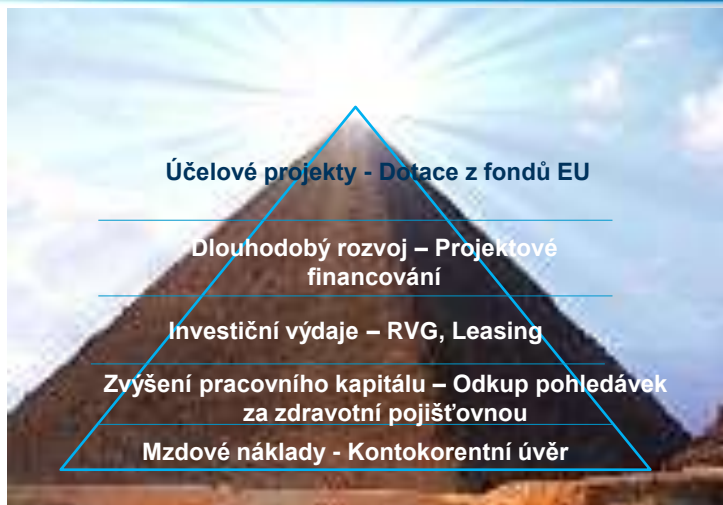 Účelové projekty - Dotace z fondů EU
Dlouhodobý rozvoj – Projektové
financování
Investiční výdaje – RVG, Leasing
Zvýšení pracovního kapitálu – Odkup pohledávek
za zdravotní pojišťovnou
Mzdové náklady - Kontokorentní úvěr